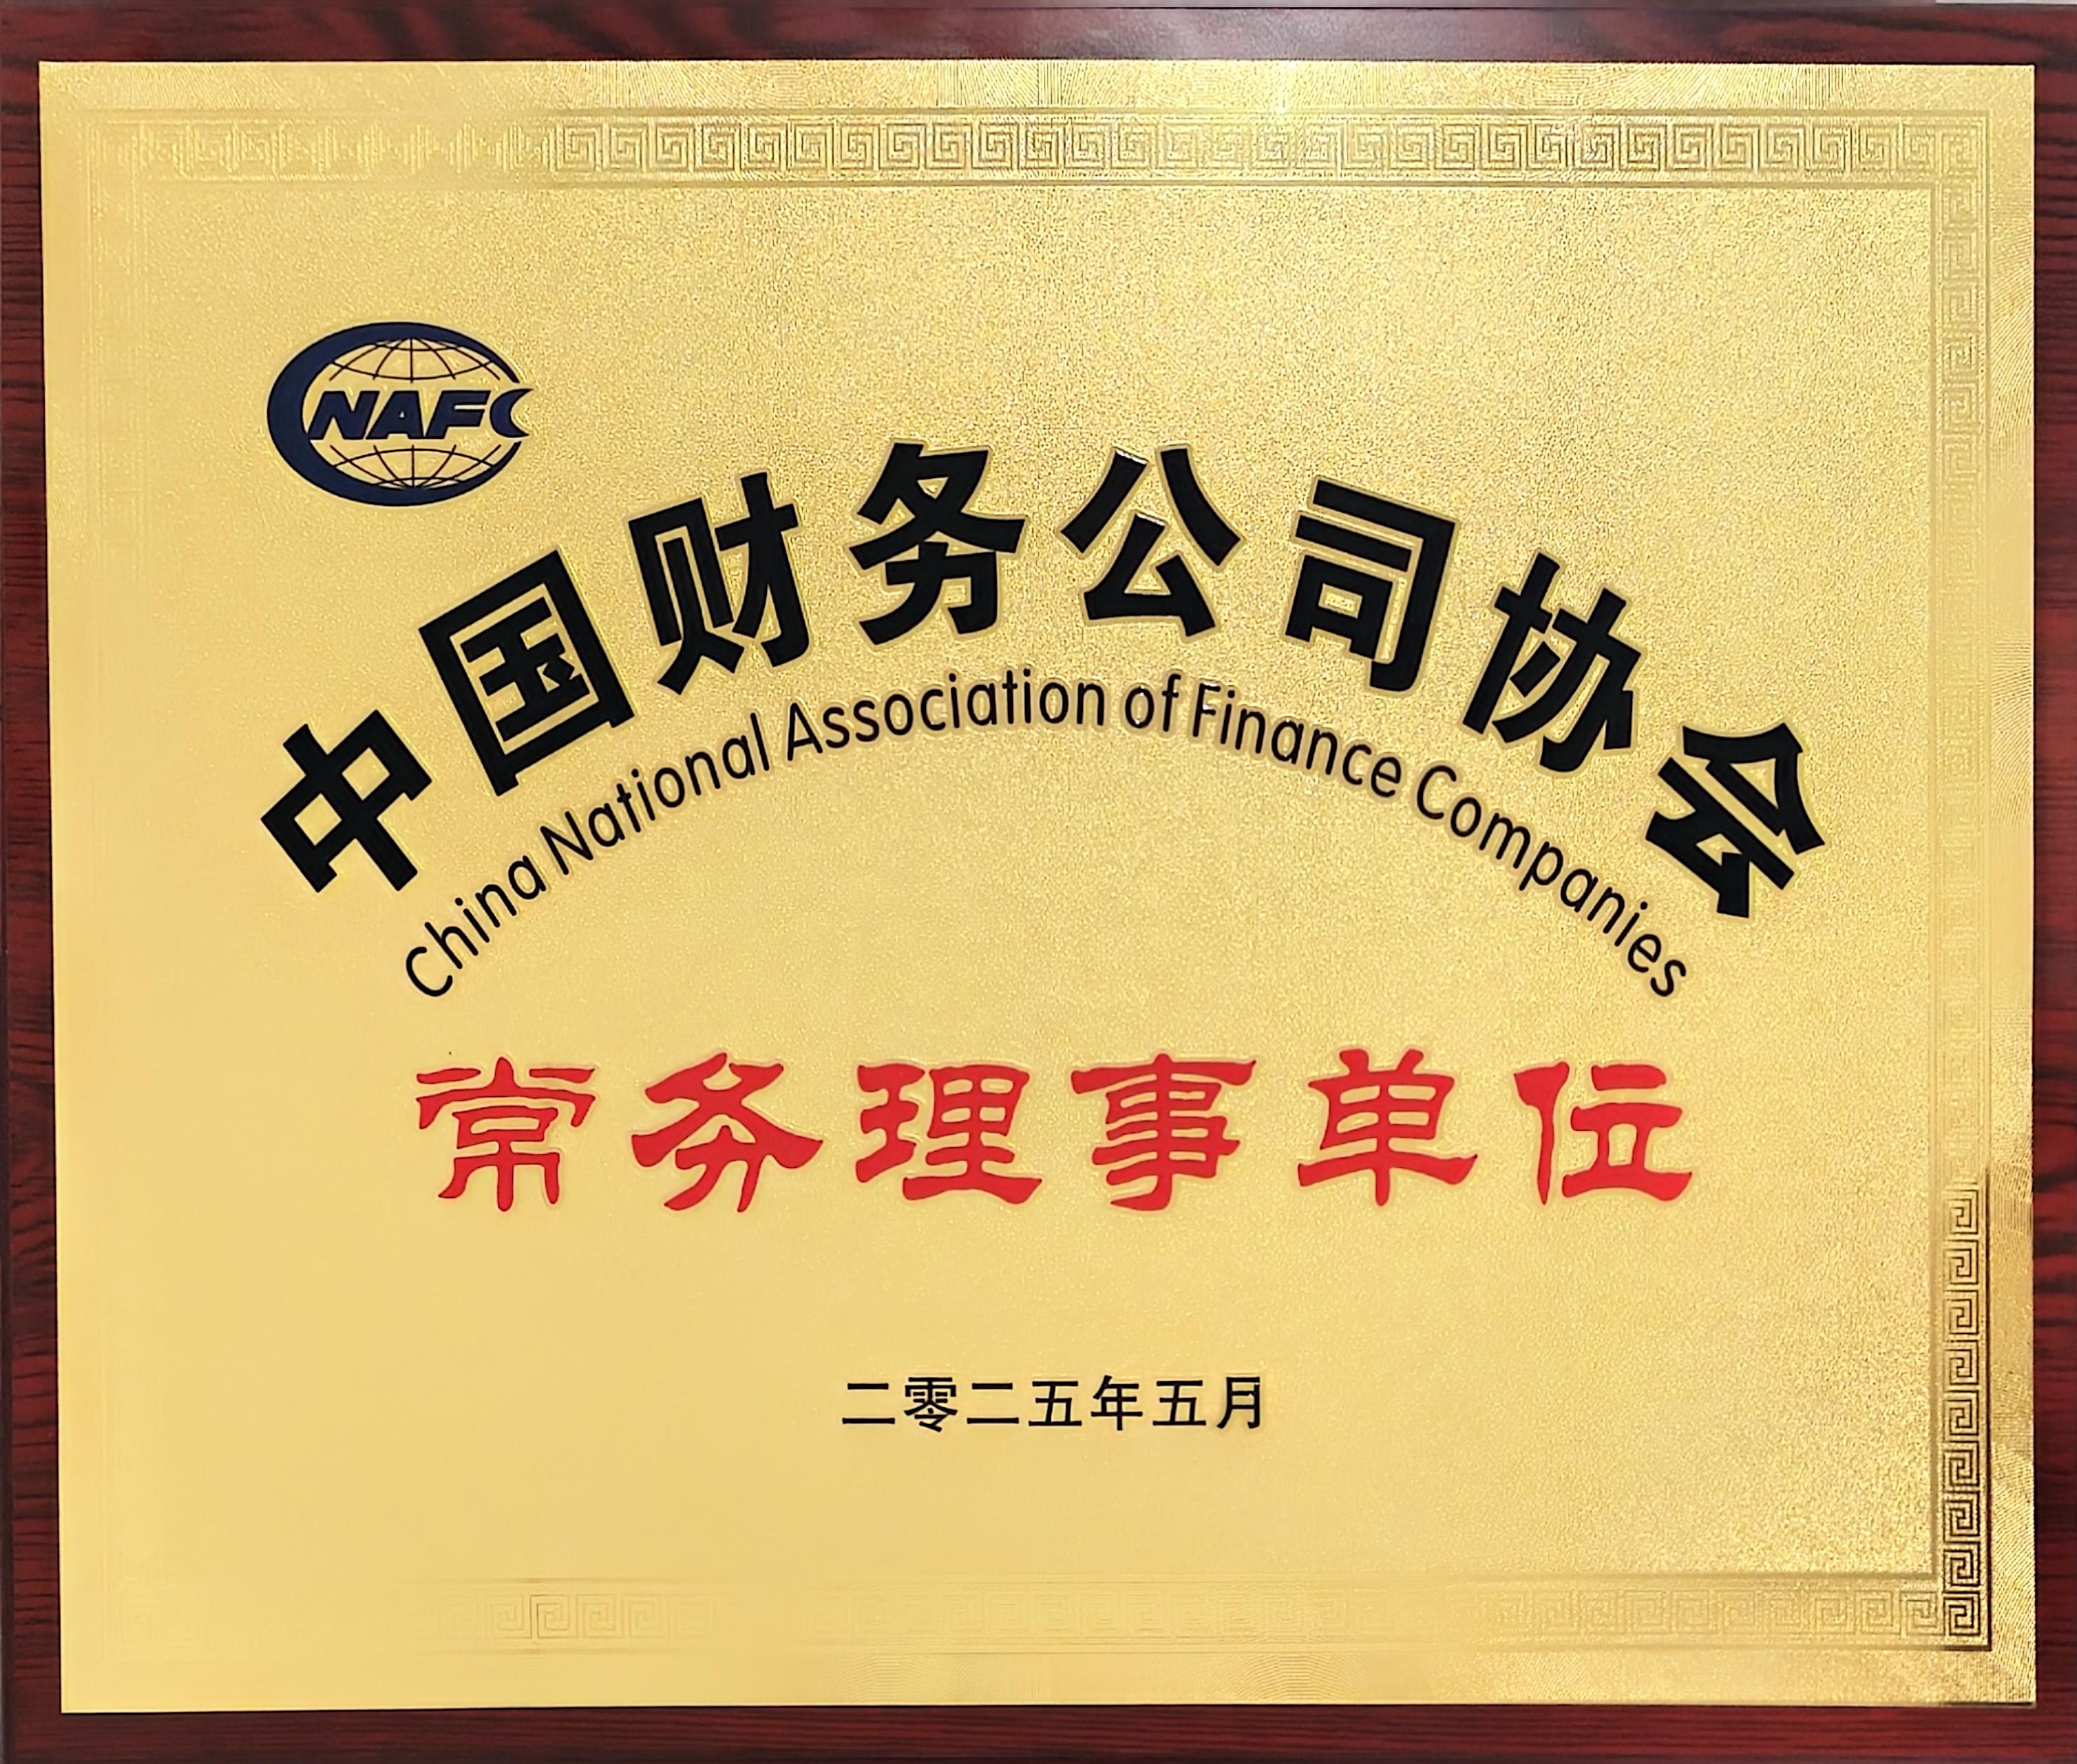 CNAFC
中国财务公司协会
China National Association of Finance Companies
常务理事单位
二零二五年五月